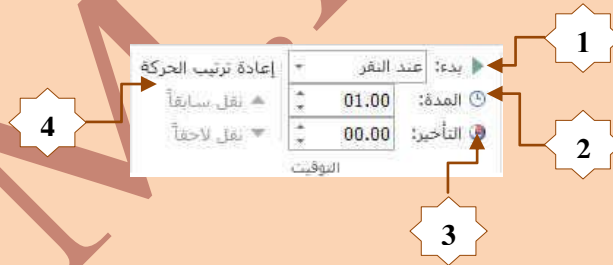 1
بدء: عند النقر
إعادة ترتيب الحركة
المدة: 01.00
نقل سابقاً
التأخير: 00.00
نقل لاحقاً
التوقيت
2
3
4